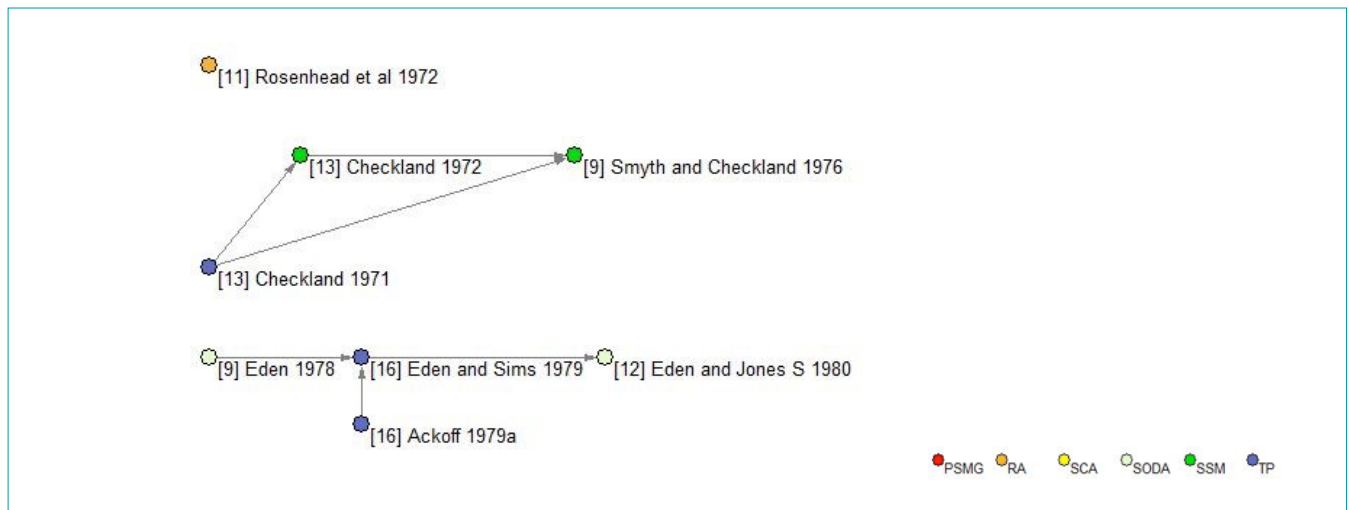 [11] Rosenhead et al 1972
[13] Checkland 1972
[9] Smyth and Checkland 1976
[13] Checkland 1971
[9] Eden 1978
[16] Eden and Sims 1979
[12] Eden and Jones S 1980
[16] Ackoff 1979a
PSMG
RA
SCA
SODA
SSM
TP